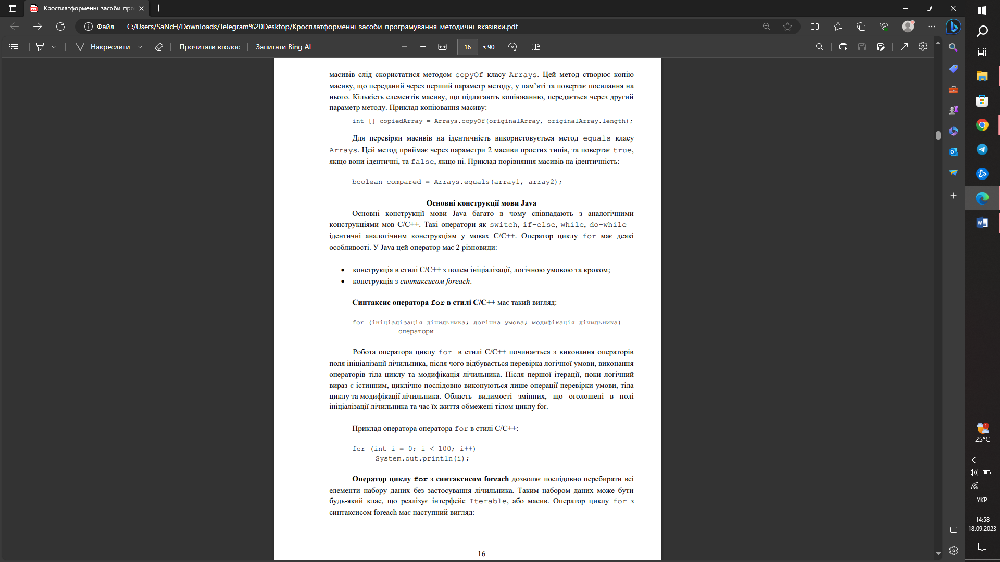 Кросплатформенні_засоби_про
Файл
C:/Users/SaNcH/Downloads/Telegram%20Desktop/Кросплатформенні_засоби_програмування_методичні_вказівки.pdf
Накреслити
Прочитати вголос
Запитати Bing AI
16
з 90
масивів слід скористатися методом copyOf класу Arrays. Цей метод створює копію
масиву, що переданий через перший параметр методу, у пам’яті та повертає посилання на
нього. Кількість елементів масиву, що підлягають копіюванню, передається через другий
параметр методу. Приклад копіювання масиву:
int [] copiedArray = Arrays.copyOf(originalArray, originalArray.length);
Для перевірки масивів на ідентичність використовується метод equals класу
Arrays. Цей метод приймає через параметри 2 масиви простих типів, та повертає true,
якщо вони ідентичні, та false, якщо ні. Приклад порівняння масивів на ідентичність:
boolean compared = Arrays.equals(array1, array2);
Основні конструкції мови Java
Основні конструкції мови Java багато в чому співпадають з аналогічними
конструкціями мов C/C++. Такі оператори як switch, if-else, while, do-while –
ідентичні аналогічним конструкціям у мовах C/C++. Оператор циклу for має деякі
особливості. У Java цей оператор має 2 різновиди:
• конструкція в стилі C/C++ з полем ініціалізації, логічною умовою та кроком;
• конструкція з синтаксисом foreach.
Синтаксис оператора for в стилі C/C++ має такий вигляд:
for (ініціалізація лічильника; логічна умова; модифікація лічильника)
оператори
Робота оператора циклу for в стилі C/C++ починається з виконання операторів
поля ініціалізації лічильника, після чого відбувається перевірка логічної умови, виконання
операторів тіла циклу та модифікація лічильника. Після першої ітерації, поки логічний
вираз є істинним, циклічно послідовно виконуються лише операції перевірки умови, тіла
циклу та модифікації лічильника. Область видимості змінних, що оголошені в полі
ініціалізації лічильника та час їх життя обмежені тілом циклу for.
Приклад оператора оператора for в стилі C/C++:
for (int i = 0; i < 100; i++)
System.out.println(i);
Оператор циклу for з синтаксисом foreach дозволяє послідовно перебирати всі
елементи набору даних без застосування лічильника. Таким набором даних може бути
будь-який клас, що реалізує інтерфейс Iterable, або масив. Оператор циклу for з
синтаксисом foreach має наступний вигляд:
16
1
25°C
УКР
14:58
18.09.2023